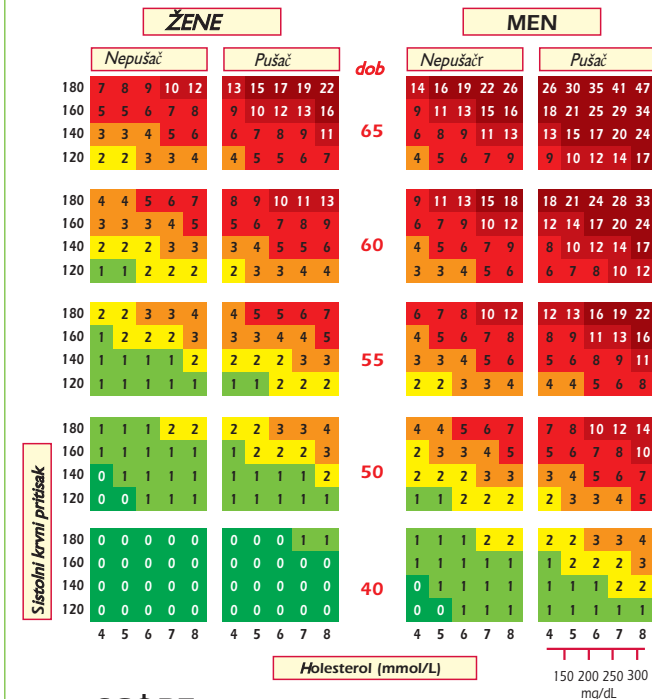 ŽENE MEN
Nepušač Pušač dob Nepušačr Pušač
180 7 8 9 10 12 13 15 17 19 22 14 16 19 22 26 26 30 35 41 47
160 5 5 6 7 8 9 10 12 13 16 9 11 13 15 16 18 21 25 29 34
140 3 3 4 5 6 6 7 8 9 11 65 6 8 9 11 13 13 15 17 20 24
120 2 2 3 3 4 4 5 5 6 7 4 5 6 7 9 9 10 12 14 17
180 4 4 5 6 7 8 9 10 11 13 9 11 13 15 18 18 21 24 28 33
160 3 3 3 4 5 5 6 7 8 9 6 7 9 10 12 12 14 17 20 24
140 2 2 2 3 3 3 4 5 5 6 60 4 5 6 7 9 8 10 12 14 17
120 1 1 2 2 2 2 3 3 4 4 3 3 4 5 6 6 7 8 10 12
180 2 2 3 3 4 4 5 5 6 7 6 7 8 10 12 12 13 16 19 22
160 1 2 2 2 3 3 3 4 4 5 4 5 6 7 8 8 9 11 13 16
140 1 1 1 1 2 2 2 2 3 3 55 3 3 4 5 6 5 6 8 9 11
120 1 1 1 1 1 1 1 2 2 2 2 2 3 3 4 4 4 5 6 8
180 1 1 1 2 2 2 2 3 3 4 4 4 5 6 7 7 8 10 12 14
160 1 1 1 1 1 1 2 2 2 3 2 3 3 4 5 5 6 7 8 10
140 0 1 1 1 1 1 1 1 1 2 50 2 2 2 3 3 3 4 5 6 7
120 0 0 1 1 1 1 1 1 1 1 1 1 2 2 2 2 3 3 4 5
180 0 0 0 0 0 0 0 0 1 1 1 1 1 2 2 2 2 3 3 4
160 0 0 0 0 0 0 0 0 0 0 1 1 1 1 1 1 2 2 2 3
140 0 0 0 0 0 0 0 0 0 0 40 0 1 1 1 1 1 1 1 2 2
120 0 0 0 0 0 0 0 0 0 0 0 0 1 1 1 1 1 1 1 1
4 5 6 7 8 4 5 6 7 8 4 5 6 7 8 4 5 6 7 8
Sistolni krvni pritisak
Holesterol (mmol/L)
150 200 250 300
mg/dL